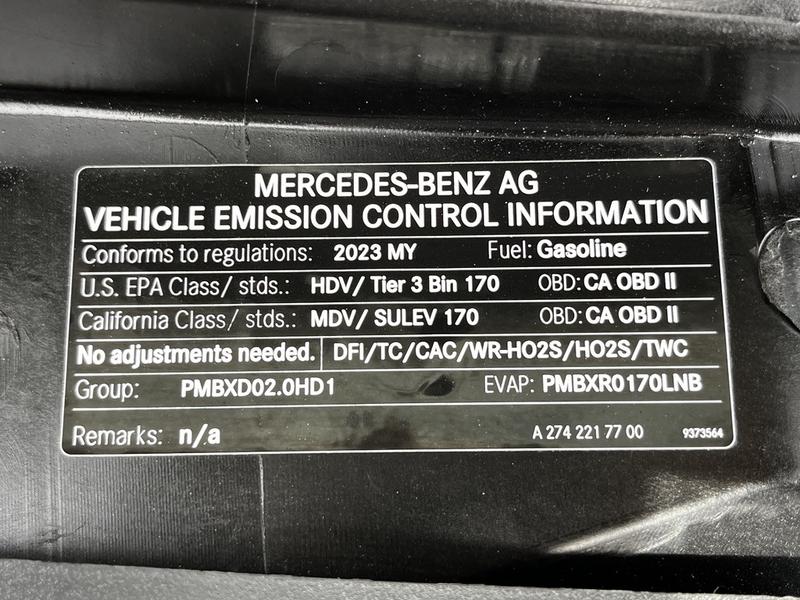 MERCEDES-BENZ AG
VEHICLE EMISSION CONTROL INFORMATION
Conforms to regulations: 2023 MY Fuel: Gasoline
U.S. EPA Class/ stds.: HDV/ Tier 3 Bin 170 OBD: CA OBD II
California Class/ stds.: MDV/ SULEV 170 OBD: CA OBD II
No adjustments needed. DFI/TC/CAC/WR-HO2S/HO2S/TWC
Group: PMBXD02.0HD1 EVAP: PMBXR0170LNB
Remarks: n/a A 274 221 77 00 9373564